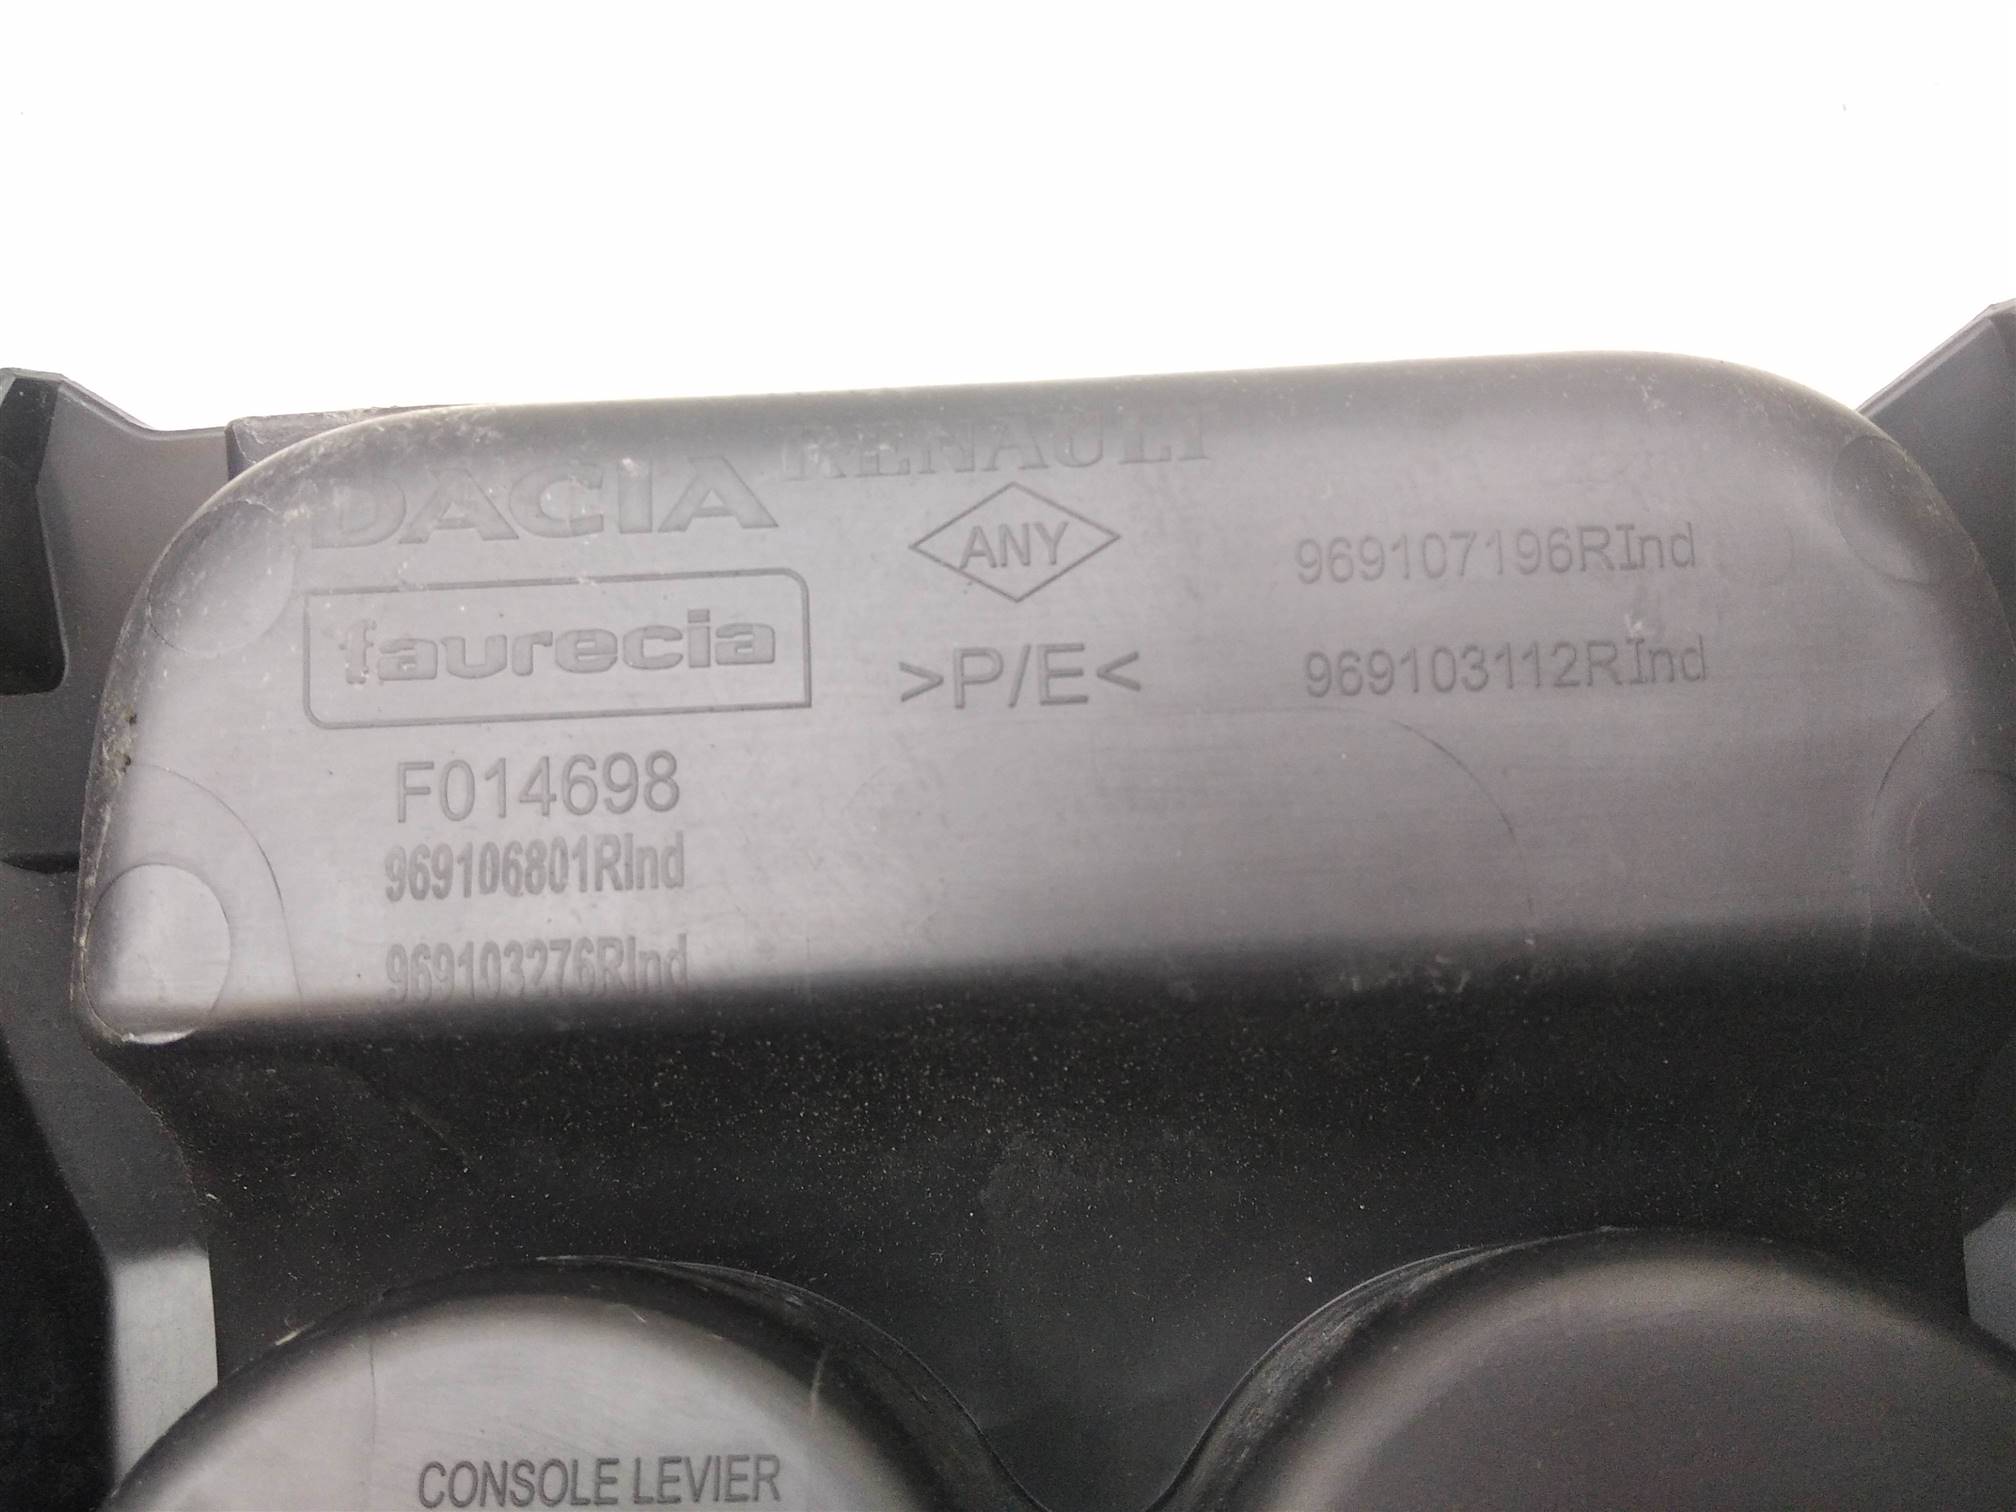 DACIA RENAULT
faurecia
ANY
>P/E<
969107196RInd
969103112RInd
F014698
969106801RInd
969103276RInd
CONSOLE LEVIER